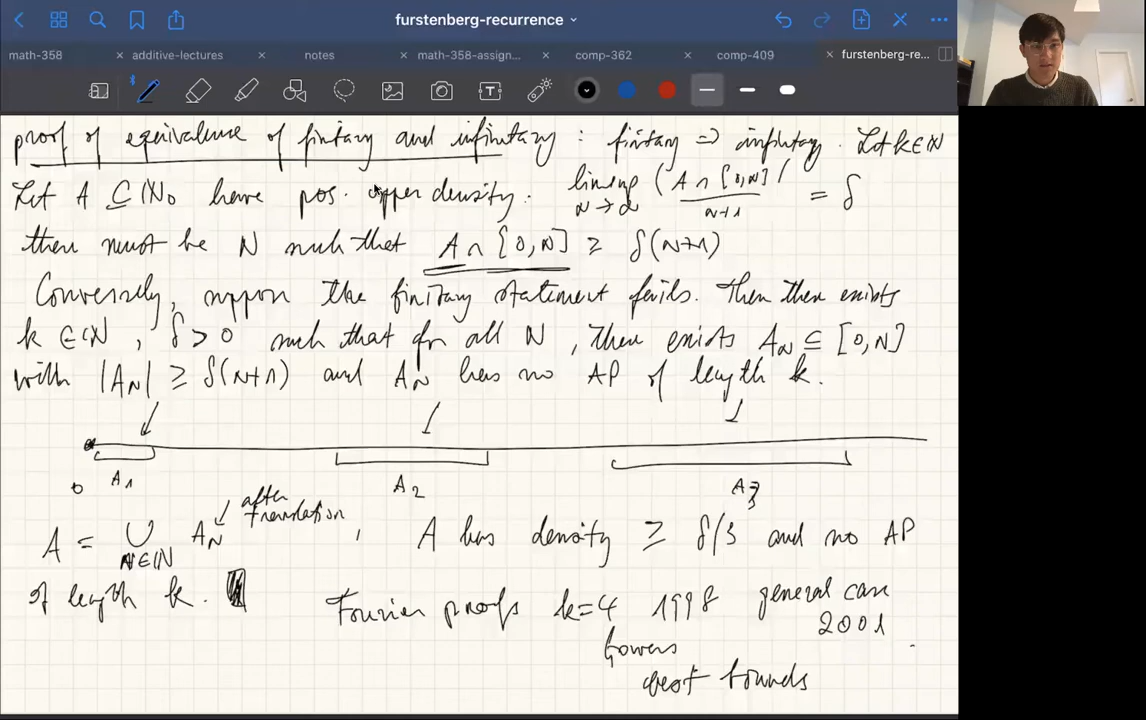 furstenberg-recurrence
math-358
additive-lectures
notes
math-358-assign...
comp-362
comp-409
furstenberg-re...
proof of equivalence of finitary and infinitary : finitary ⇒ infinitary. Let k∈ℕ
Let A ⊆ ℕ₀ have pos. upper density. limsup N→∞ |A ∩ [0,N]| / N+1 = δ
then must be N such that A ∩ [0,N] ≥ δ(N+1)
Conversely, suppose the finitary statement fails. Then there exists
k ∈ ℕ, δ > 0 such that for all N, there exists A_N ⊆ [0,N]
with |A_N| ≥ δ(N+1) and A_N has no AP of length k.
0 A₁ A₂ A₃
after translation
A = ∪ N∈ℕ A_N , A has density ≥ δ/3 and no AP
of length k.
Fourier proofs k=4 1998 general case
2001
Gowers
best bounds